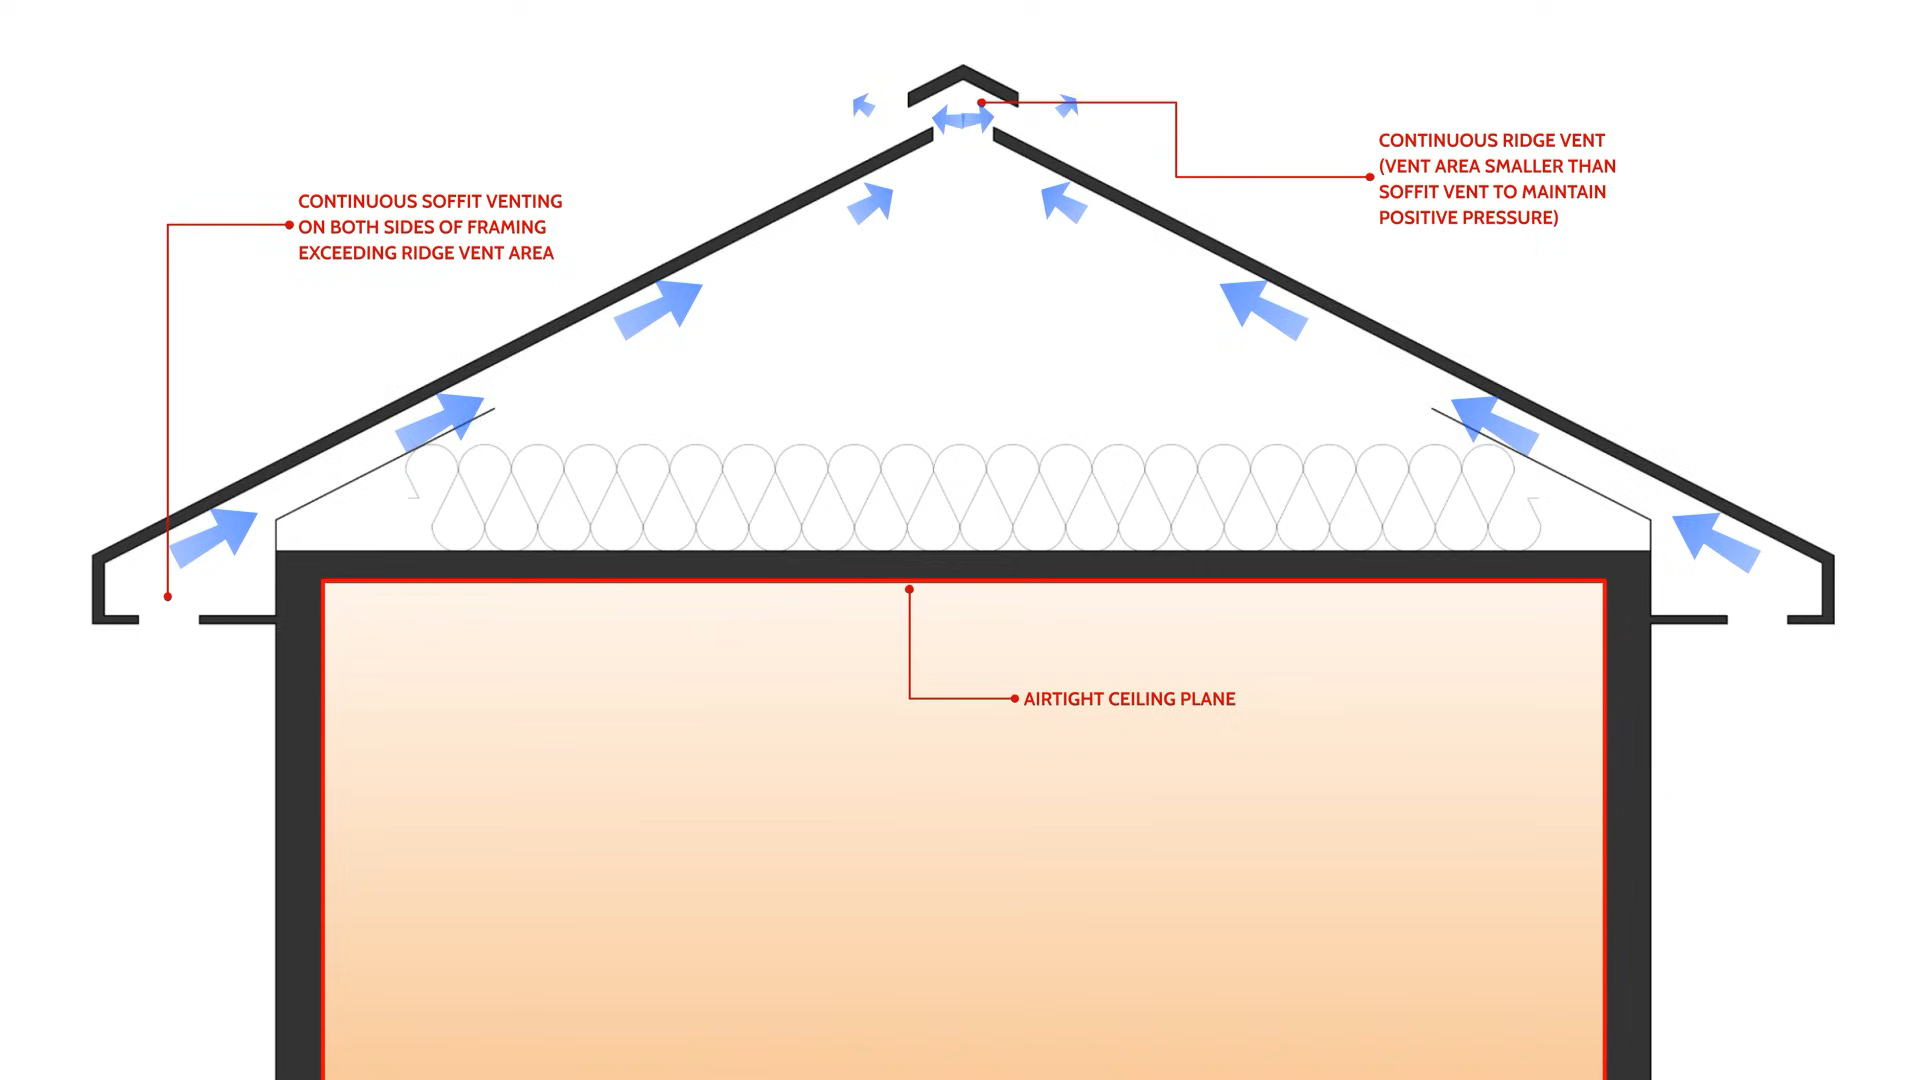 CONTINUOUS RIDGE VENT
(VENT AREA SMALLER THAN
SOFFIT VENT TO MAINTAIN
POSITIVE PRESSURE)
CONTINUOUS SOFFIT VENTING
ON BOTH SIDES OF FRAMING
EXCEEDING RIDGE VENT AREA
AIRTIGHT CEILING PLANE